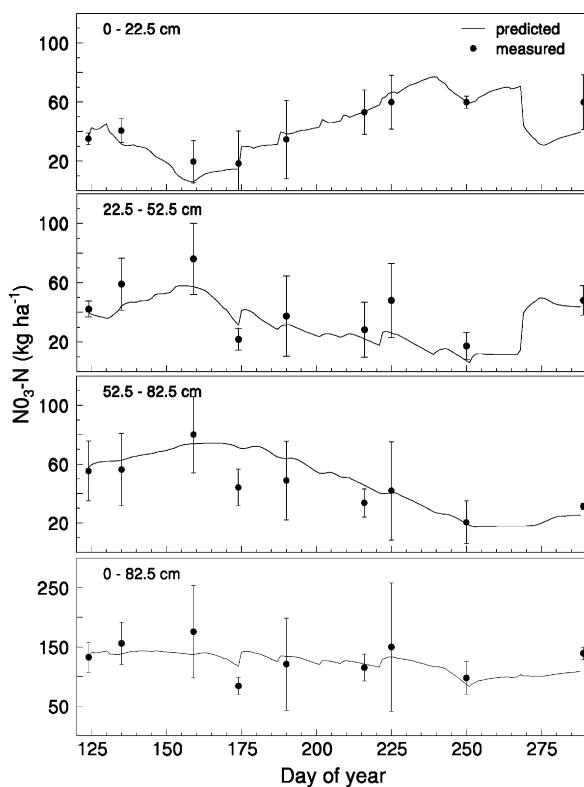 0 - 22.5 cm
predicted
measured
100
60
20
22.5 - 52.5 cm
100
60
20
52.5 - 82.5 cm
100
60
20
0 - 82.5 cm
250
150
50
N0₃-N (kg ha⁻¹)
125 150 175 200 225 250 275
Day of year